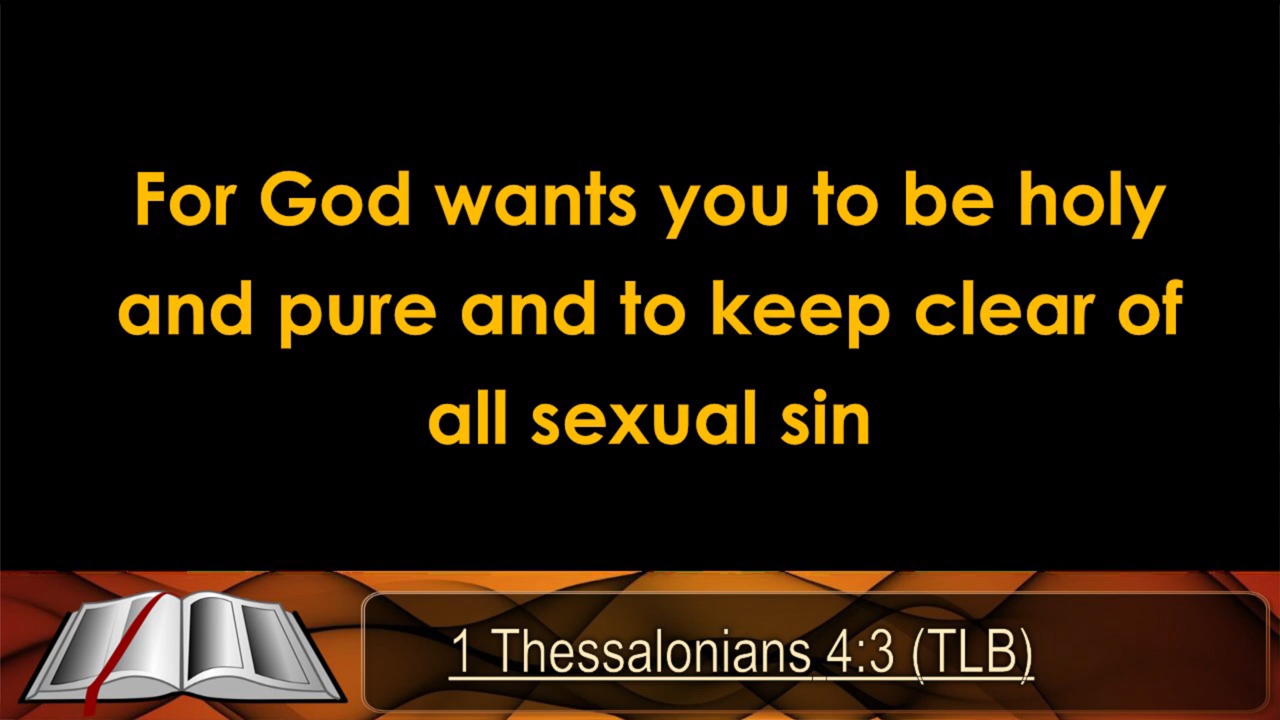 For God wants you to be holy
and pure and to keep clear of
all sexual sin
1 Thessalonians 4:3 (TLB)